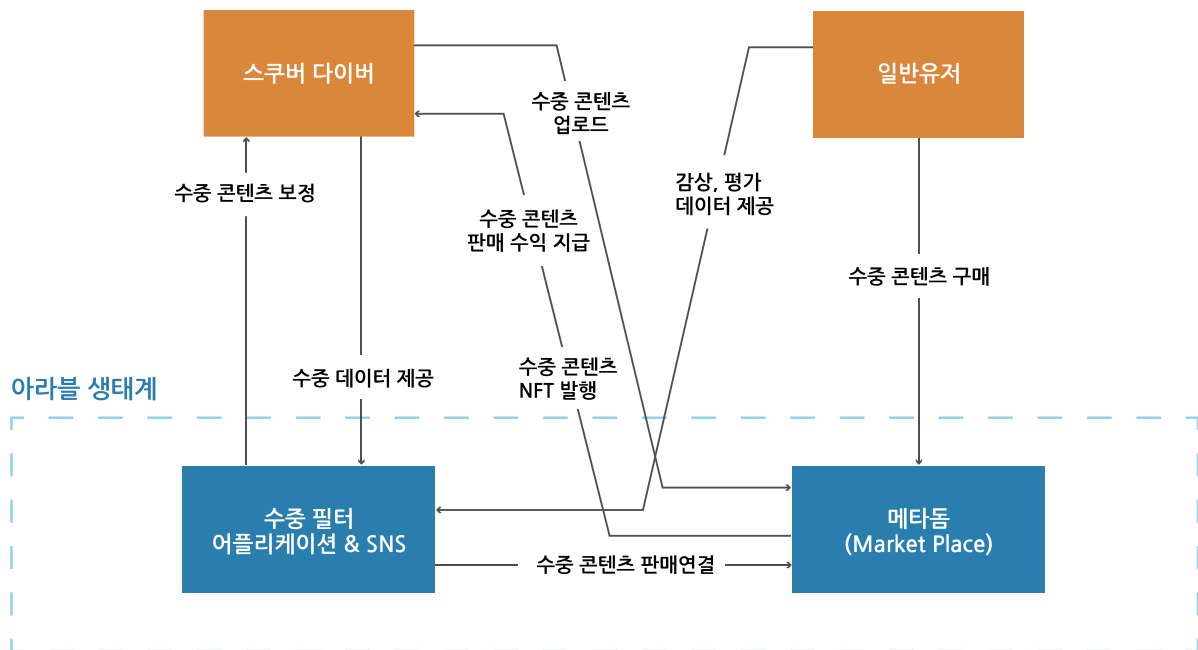 스쿠버 다이버
일반유저
수중 콘텐츠
업로드
수중 콘텐츠 보정
감상, 평가
데이터 제공
수중 콘텐츠
판매 수익 지급
수중 콘텐츠 구매
수중 데이터 제공
수중 콘텐츠
NFT 발행
아라블 생태계
수중 필터
어플리케이션 & SNS
메타돔
(Market Place)
수중 콘텐츠 판매연결